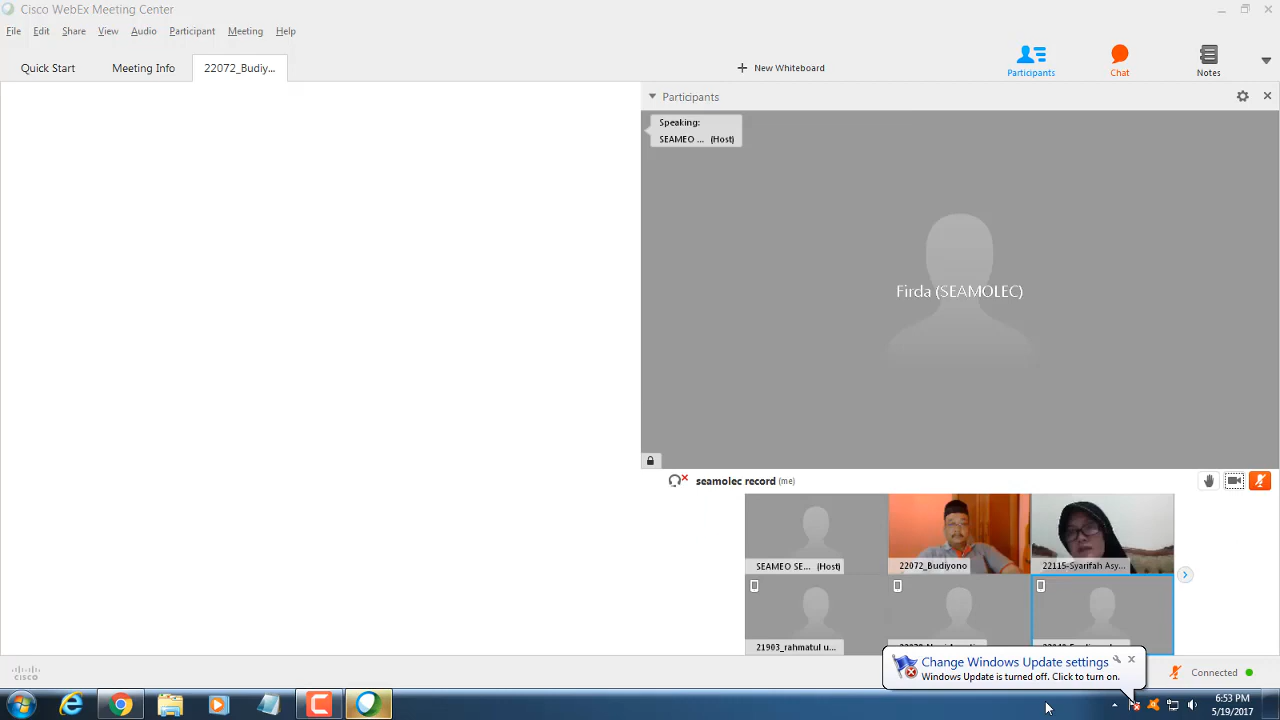 Cisco WebEx Meeting Center
File Edit Share View Audio Participant Meeting Help
Quick Start Meeting Info 22072_Budiy... New Whiteboard Participants Chat Notes
Participants
Speaking:
SEAMEO ... (Host)
Firda (SEAMOLEC)
seamolec record (me)
SEAMEO SE... (Host) 22072_Budiyono 22115-Syarifah Asy...
21903_rahmatul u...
Change Windows Update settings
Windows Update is turned off. Click to turn on.
Connected
cisco
6:53 PM
5/19/2017